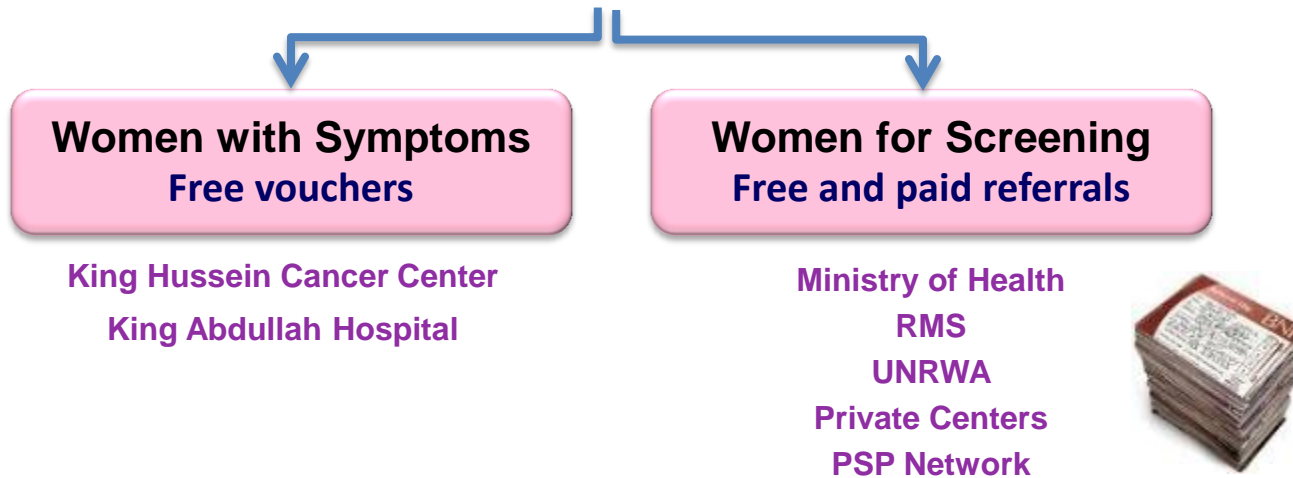 Women with Symptoms
Free vouchers
King Hussein Cancer Center
King Abdullah Hospital
Women for Screening
Free and paid referrals
Ministry of Health
RMS
UNRWA
Private Centers
PSP Network